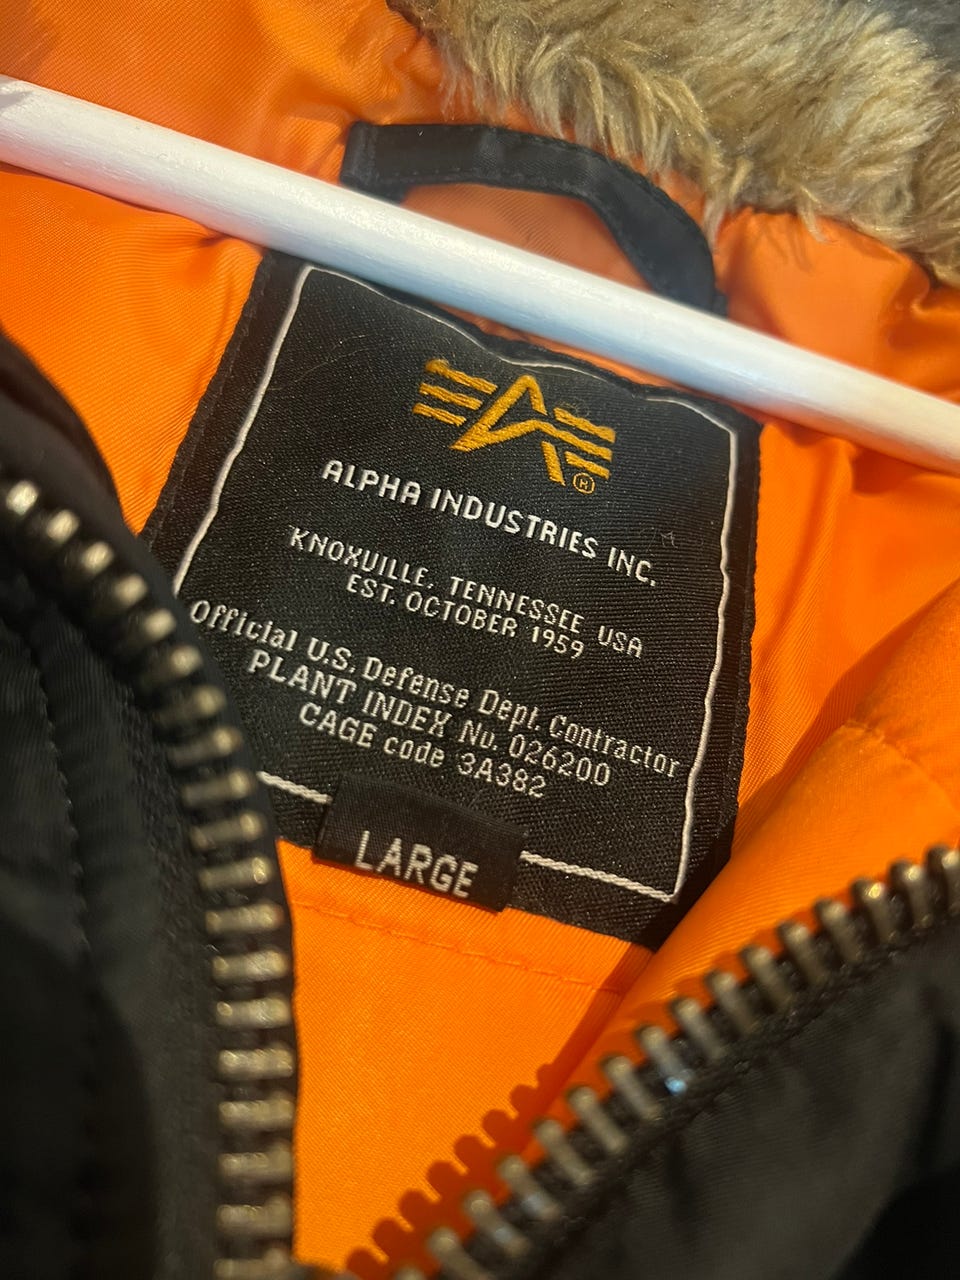 ALPHA INDUSTRIES INC.
KNOXVILLE, TENNESSEE USA
EST. OCTOBER 1959
Official U.S. Defense Dept. Contractor
PLANT INDEX No. 026200
CAGE code 3A382
LARGE